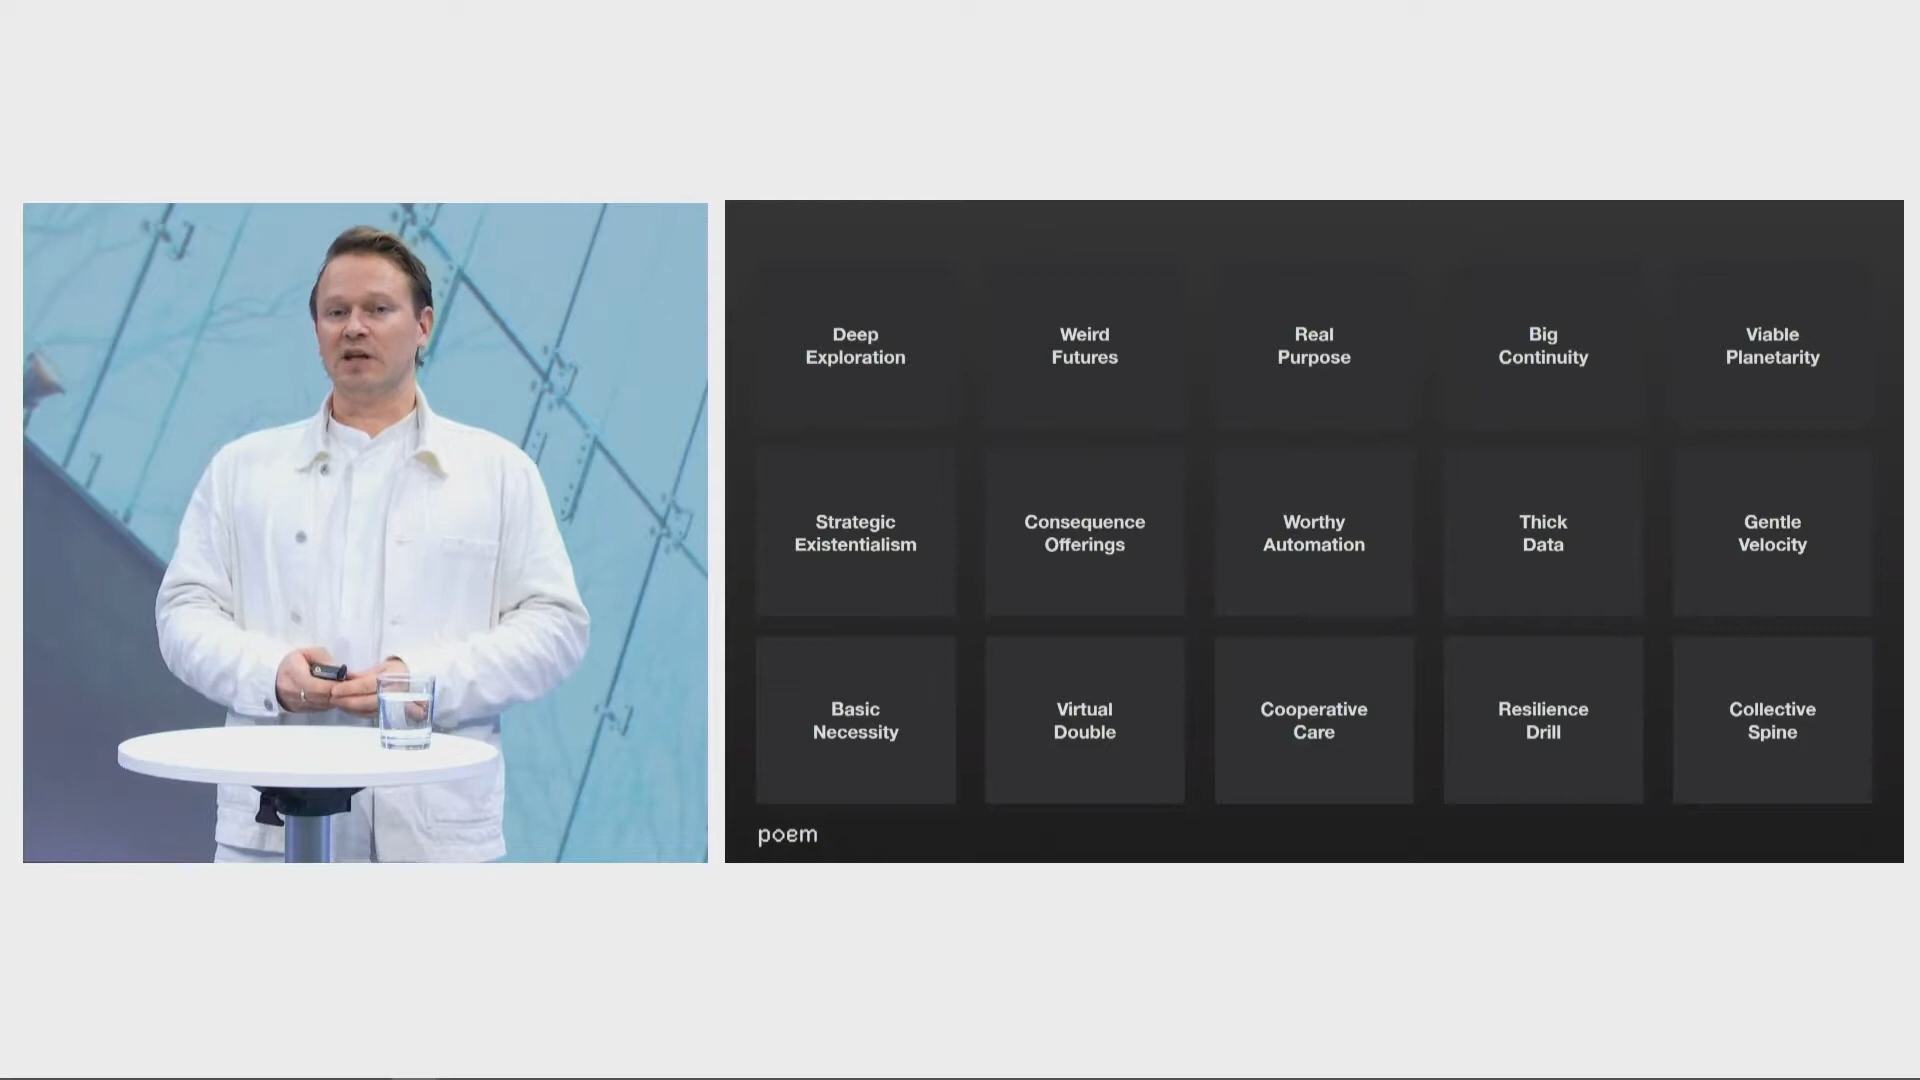 Deep
Exploration
Weird
Futures
Real
Purpose
Big
Continuity
Viable
Planetarity
Strategic
Existentialism
Consequence
Offerings
Worthy
Automation
Thick
Data
Gentle
Velocity
Basic
Necessity
Virtual
Double
Cooperative
Care
Resilience
Drill
Collective
Spine
poem